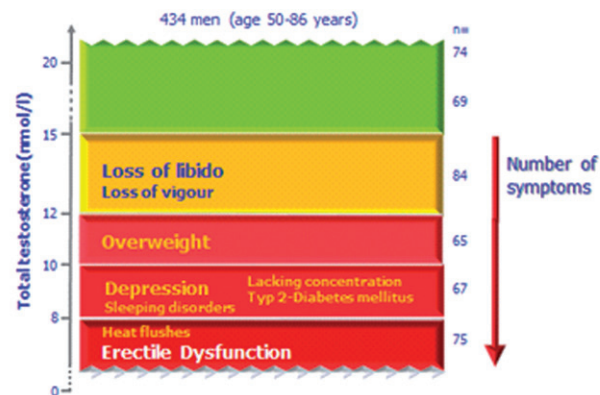 434 men (age 50-86 years)
n=
74
20
69
15
Number of
symptoms
Loss of libido
Loss of vigour
84
12
Overweight
65
10
Depression
Lacking concentration
Sleeping disorders
Typ 2-Diabetes mellitus
67
8
Heat flushes
Erectile Dysfunction
75
0
Total testosterone (nmol/l)